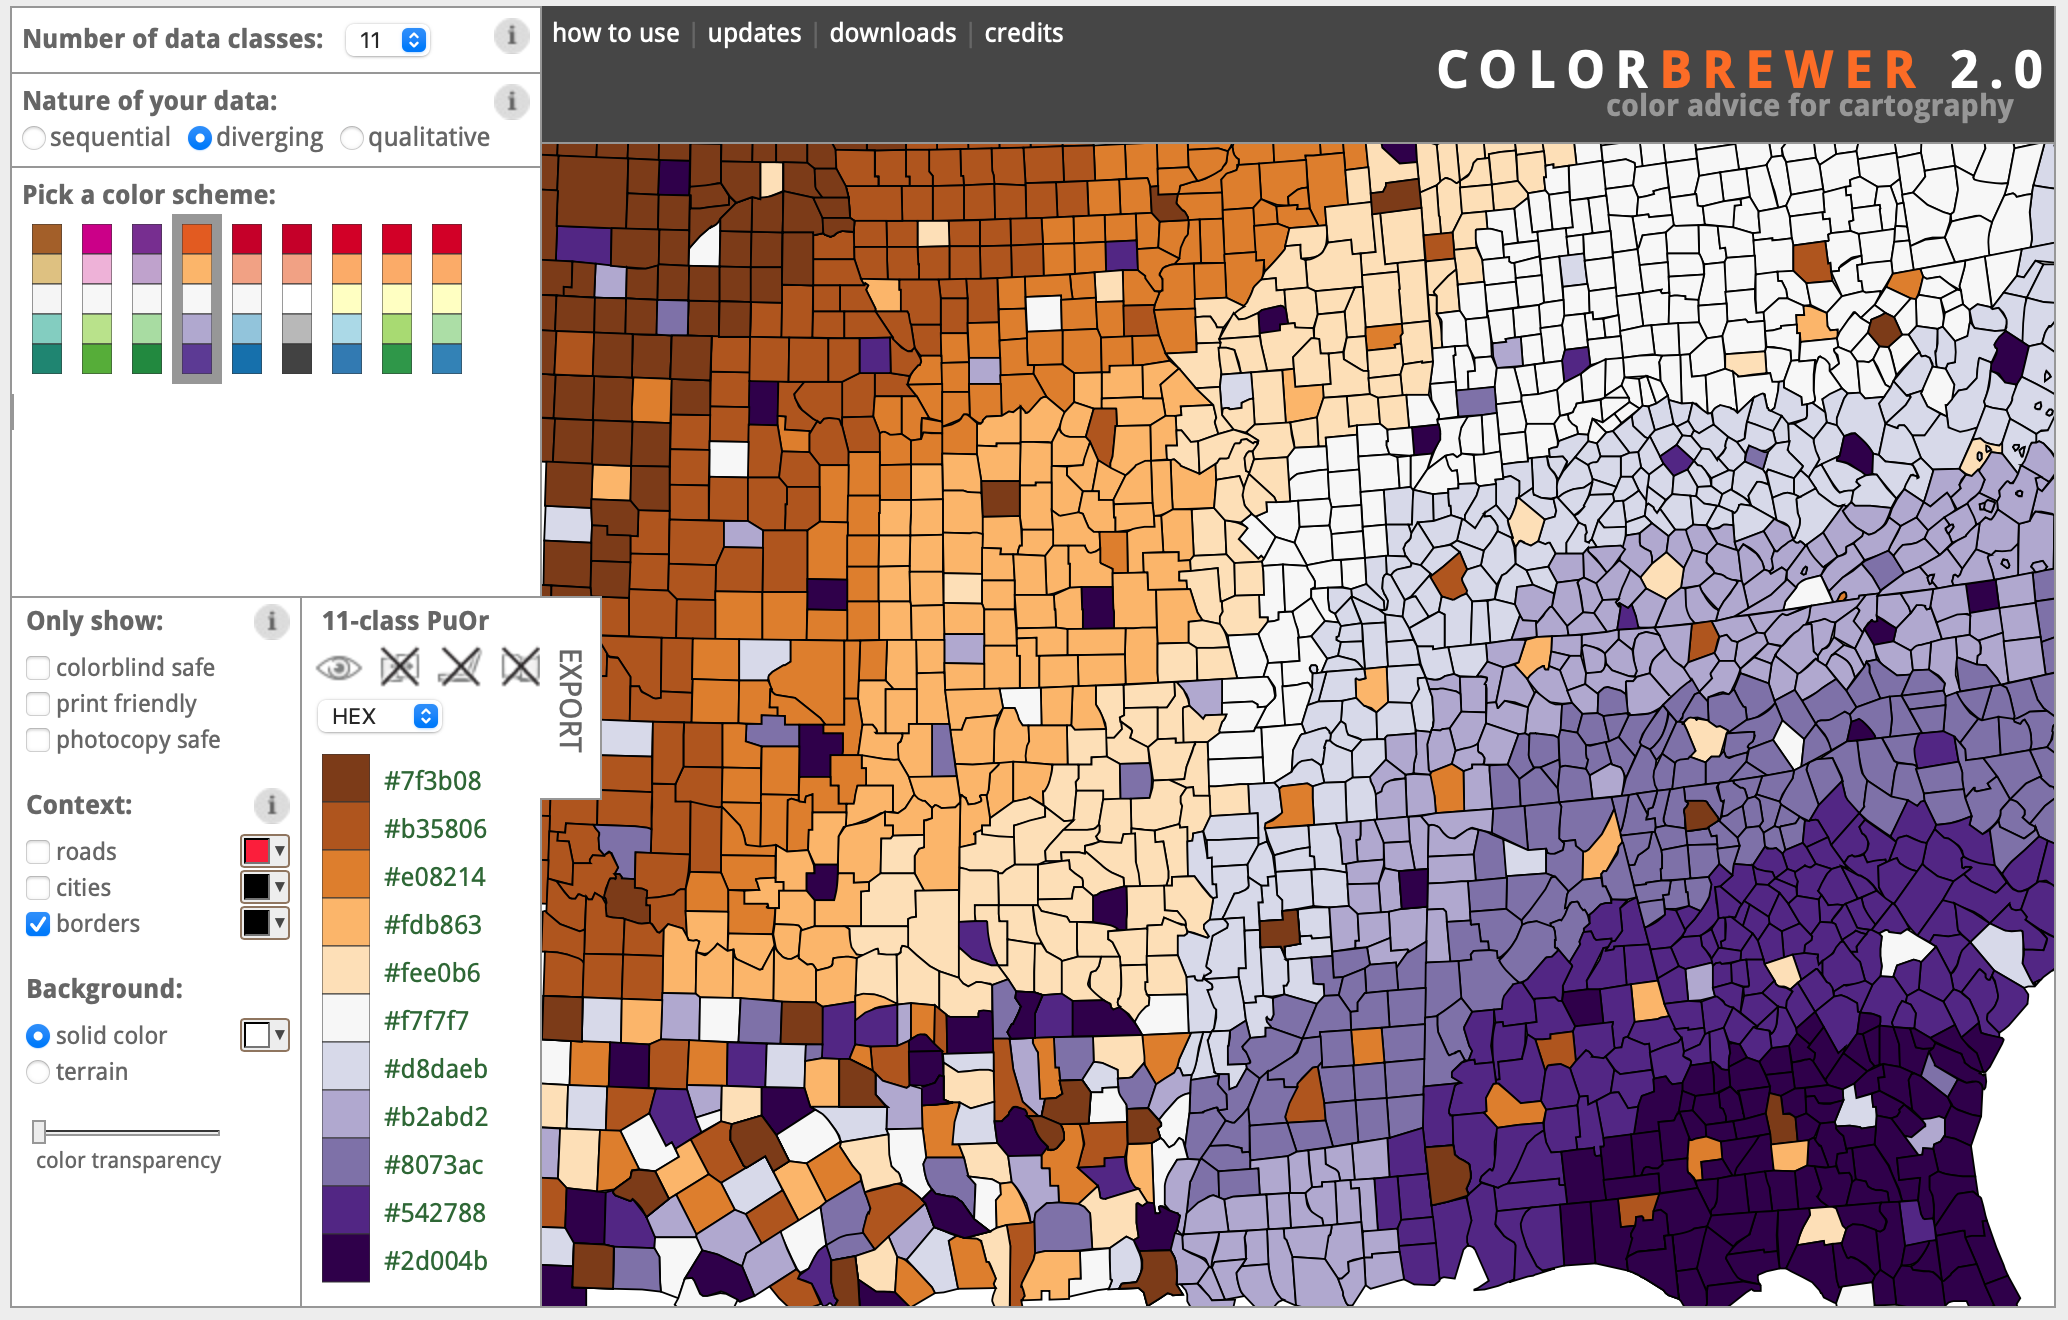 Number of data classes: 11 i
how to use | updates | downloads | credits
COLORBREWER 2.0
color advice for cartography
Nature of your data: i
sequential diverging qualitative
Pick a color scheme:
Only show: i
colorblind safe
print friendly
photocopy safe
Context: i
roads
cities
borders
Background:
solid color
terrain
color transparency
11-class PuOr
HEX
EXPORT
#7f3b08
#b35806
#e08214
#fdb863
#fee0b6
#f7f7f7
#d8daeb
#b2abd2
#8073ac
#542788
#2d004b